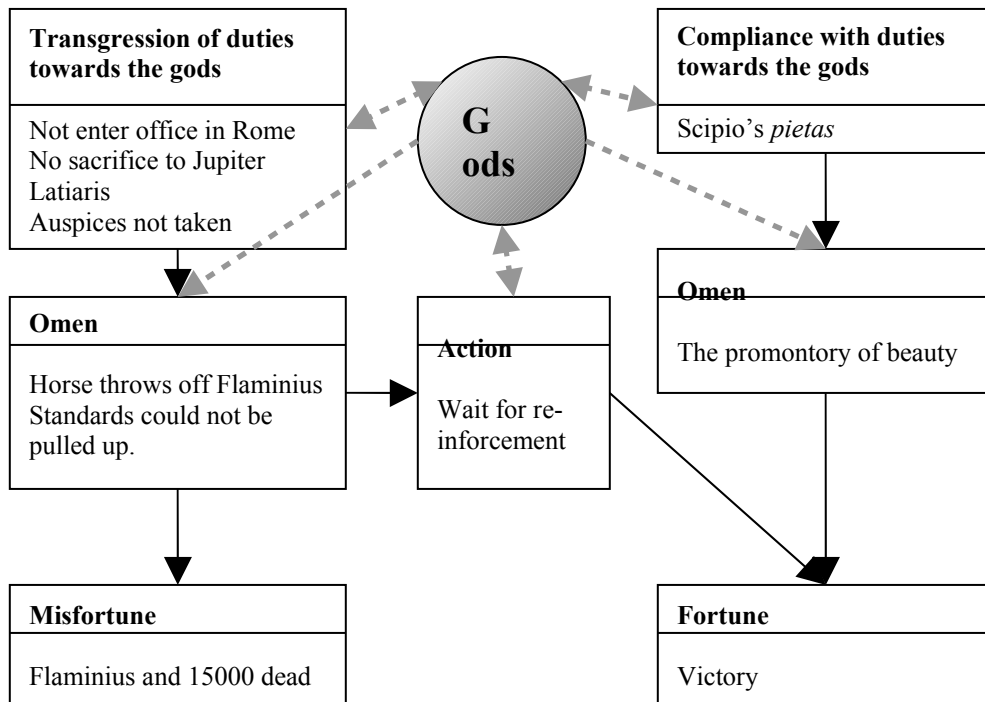 Transgression of duties
towards the gods
Not enter office in Rome
No sacrifice to Jupiter
Latiaris
Auspices not taken
G
ods
Compliance with duties
towards the gods
Scipio’s pietas
Omen
Horse throws off Flaminius
Standards could not be
pulled up.
Action
Wait for re-
inforcement
Omen
The promontory of beauty
Misfortune
Flaminius and 15000 dead
Fortune
Victory